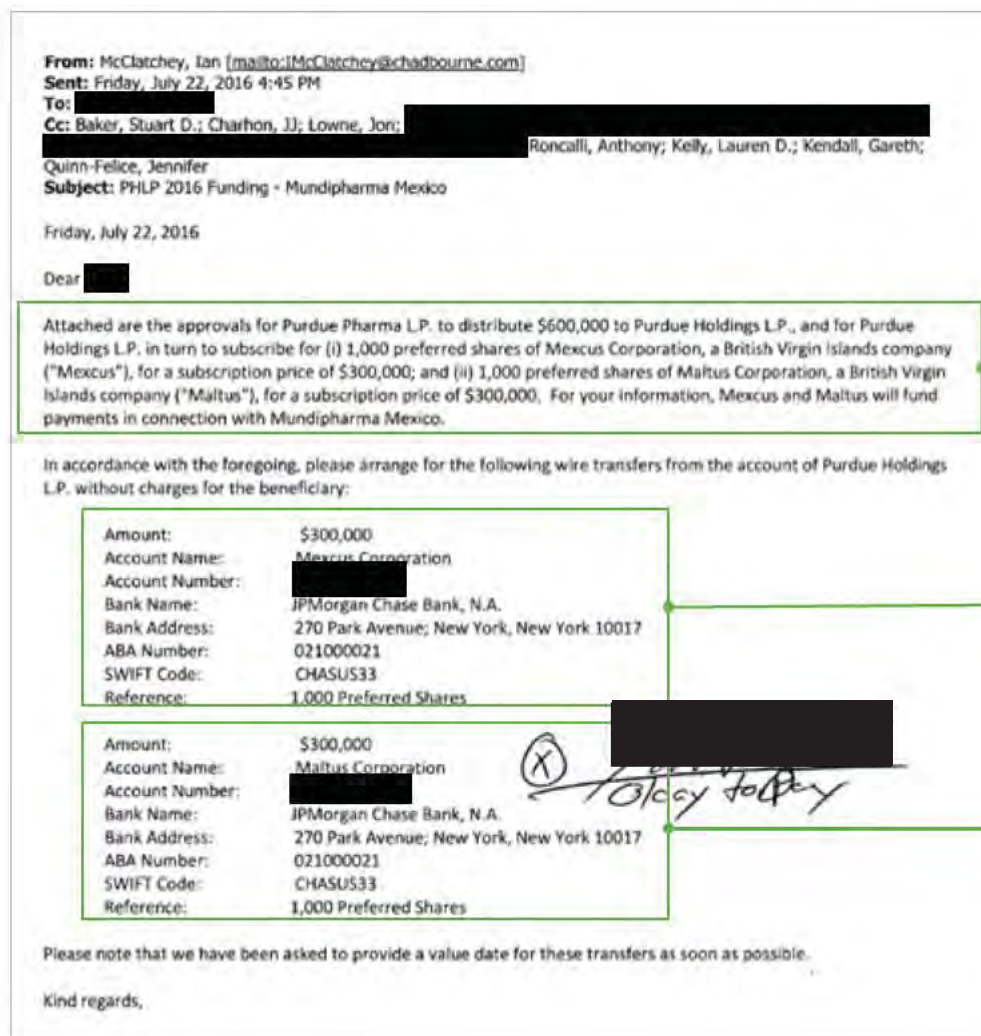 From: McClatchey, Ian [mailto:IMcClatchey@chadbourne.com]
Sent: Friday, July 22, 2016 4:45 PM
To:
Cc: Baker, Stuart D.; Charhon, JJ; Lowne, Jon;
Roncalli, Anthony; Kelly, Lauren D.; Kendall, Gareth;
Quinn-Felice, Jennifer
Subject: PHLP 2016 Funding - Mundipharma Mexico
Friday, July 22, 2016
Dear
Attached are the approvals for Purdue Pharma L.P. to distribute $600,000 to Purdue Holdings L.P., and for Purdue
Holdings L.P. in turn to subscribe for (i) 1,000 preferred shares of Mexcus Corporation, a British Virgin Islands company
("Mexcus"), for a subscription price of $300,000; and (ii) 1,000 preferred shares of Maltus Corporation, a British Virgin
Islands company ("Maltus"), for a subscription price of $300,000. For your information, Mexcus and Maltus will fund
payments in connection with Mundipharma Mexico.
In accordance with the foregoing, please arrange for the following wire transfers from the account of Purdue Holdings
L.P. without charges for the beneficiary:
Amount: $300,000
Account Name: Mexcus Corporation
Account Number:
Bank Name: JPMorgan Chase Bank, N.A.
Bank Address: 270 Park Avenue; New York, New York 10017
ABA Number: 021000021
SWIFT Code: CHASUS33
Reference: 1,000 Preferred Shares
Amount: $300,000
Account Name: Maltus Corporation
Account Number:
X
Okay to Pay
Bank Name: JPMorgan Chase Bank, N.A.
Bank Address: 270 Park Avenue; New York, New York 10017
ABA Number: 021000021
SWIFT Code: CHASUS33
Reference: 1,000 Preferred Shares
Please note that we have been asked to provide a value date for these transfers as soon as possible.
Kind regards,